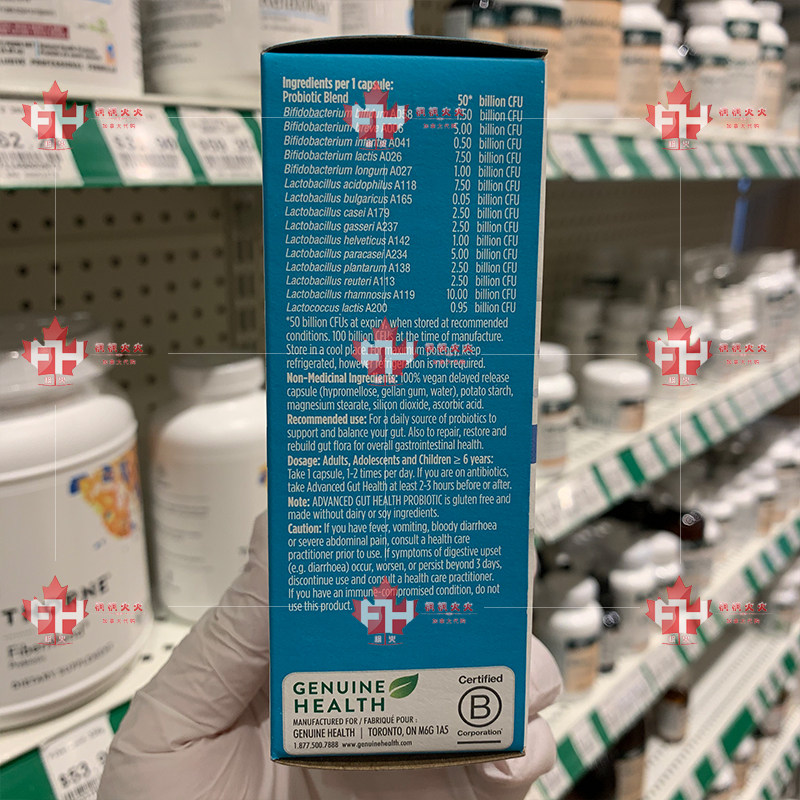 Ingredients per 1 capsule:
Probiotic Blend 50* billion CFU
Bifidobacterium A058 billion CFU
Bifidobacterium 5.00 billion CFU
Bifidobacterium infantis A041 0.50 billion CFU
Bifidobacterium lactis A026 7.50 billion CFU
Bifidobacterium longum A027 1.00 billion CFU
Lactobacillus acidophilus A118 7.50 billion CFU
Lactobacillus bulgaricus A165 0.05 billion CFU
Lactobacillus casei A179 2.50 billion CFU
Lactobacillus gasseri A237 2.50 billion CFU
Lactobacillus helveticus A142 1.00 billion CFU
Lactobacillus paracasei A234 5.00 billion CFU
Lactobacillus plantarum A138 2.50 billion CFU
Lactobacillus reuteri A113 2.50 billion CFU
Lactobacillus rhamnosus A119 10.00 billion CFU
Lactococcus lactis A200 0.95 billion CFU
*50 billion CFUs at expiry when stored at recommended
conditions. 100 billion CFUs at the time of manufacture.
Store in a cool place. For maximum potency keep
refrigerated, however refrigeration is not required.
Non-Medicinal Ingredients: 100% vegan delayed release
capsule (hypromellose, gellan gum, water), potato starch,
magnesium stearate, silicon dioxide, ascorbic acid.
Recommended use: For a daily source of probiotics to
support and balance your gut. Also to repair, restore and
rebuild gut flora for overall gastrointestinal health.
Dosage: Adults, Adolescents and Children ≥ 6 years:
Take 1 capsule, 1-2 times per day. If you are on antibiotics,
take Advanced Gut Health at least 2-3 hours before or after.
Note: ADVANCED GUT HEALTH PROBIOTIC is gluten free and
made without dairy or soy ingredients.
Caution: If you have fever, vomiting, bloody diarrhoea
or severe abdominal pain, consult a health care
practitioner prior to use. If symptoms of digestive upset
(e.g. diarrhoea) occur, worsen, or persist beyond 3 days,
discontinue use and consult a health care practitioner.
If you have an immune-compromised condition, do not
use this product.
GENUINE
HEALTH
MANUFACTURED FOR / FABRIQUÉ POUR :
GENUINE HEALTH | TORONTO, ON M6G 1A5
1.877.500.7888 www.genuinehealth.com
Certified
B
Corporation
DIETARY SUPPLEMENT